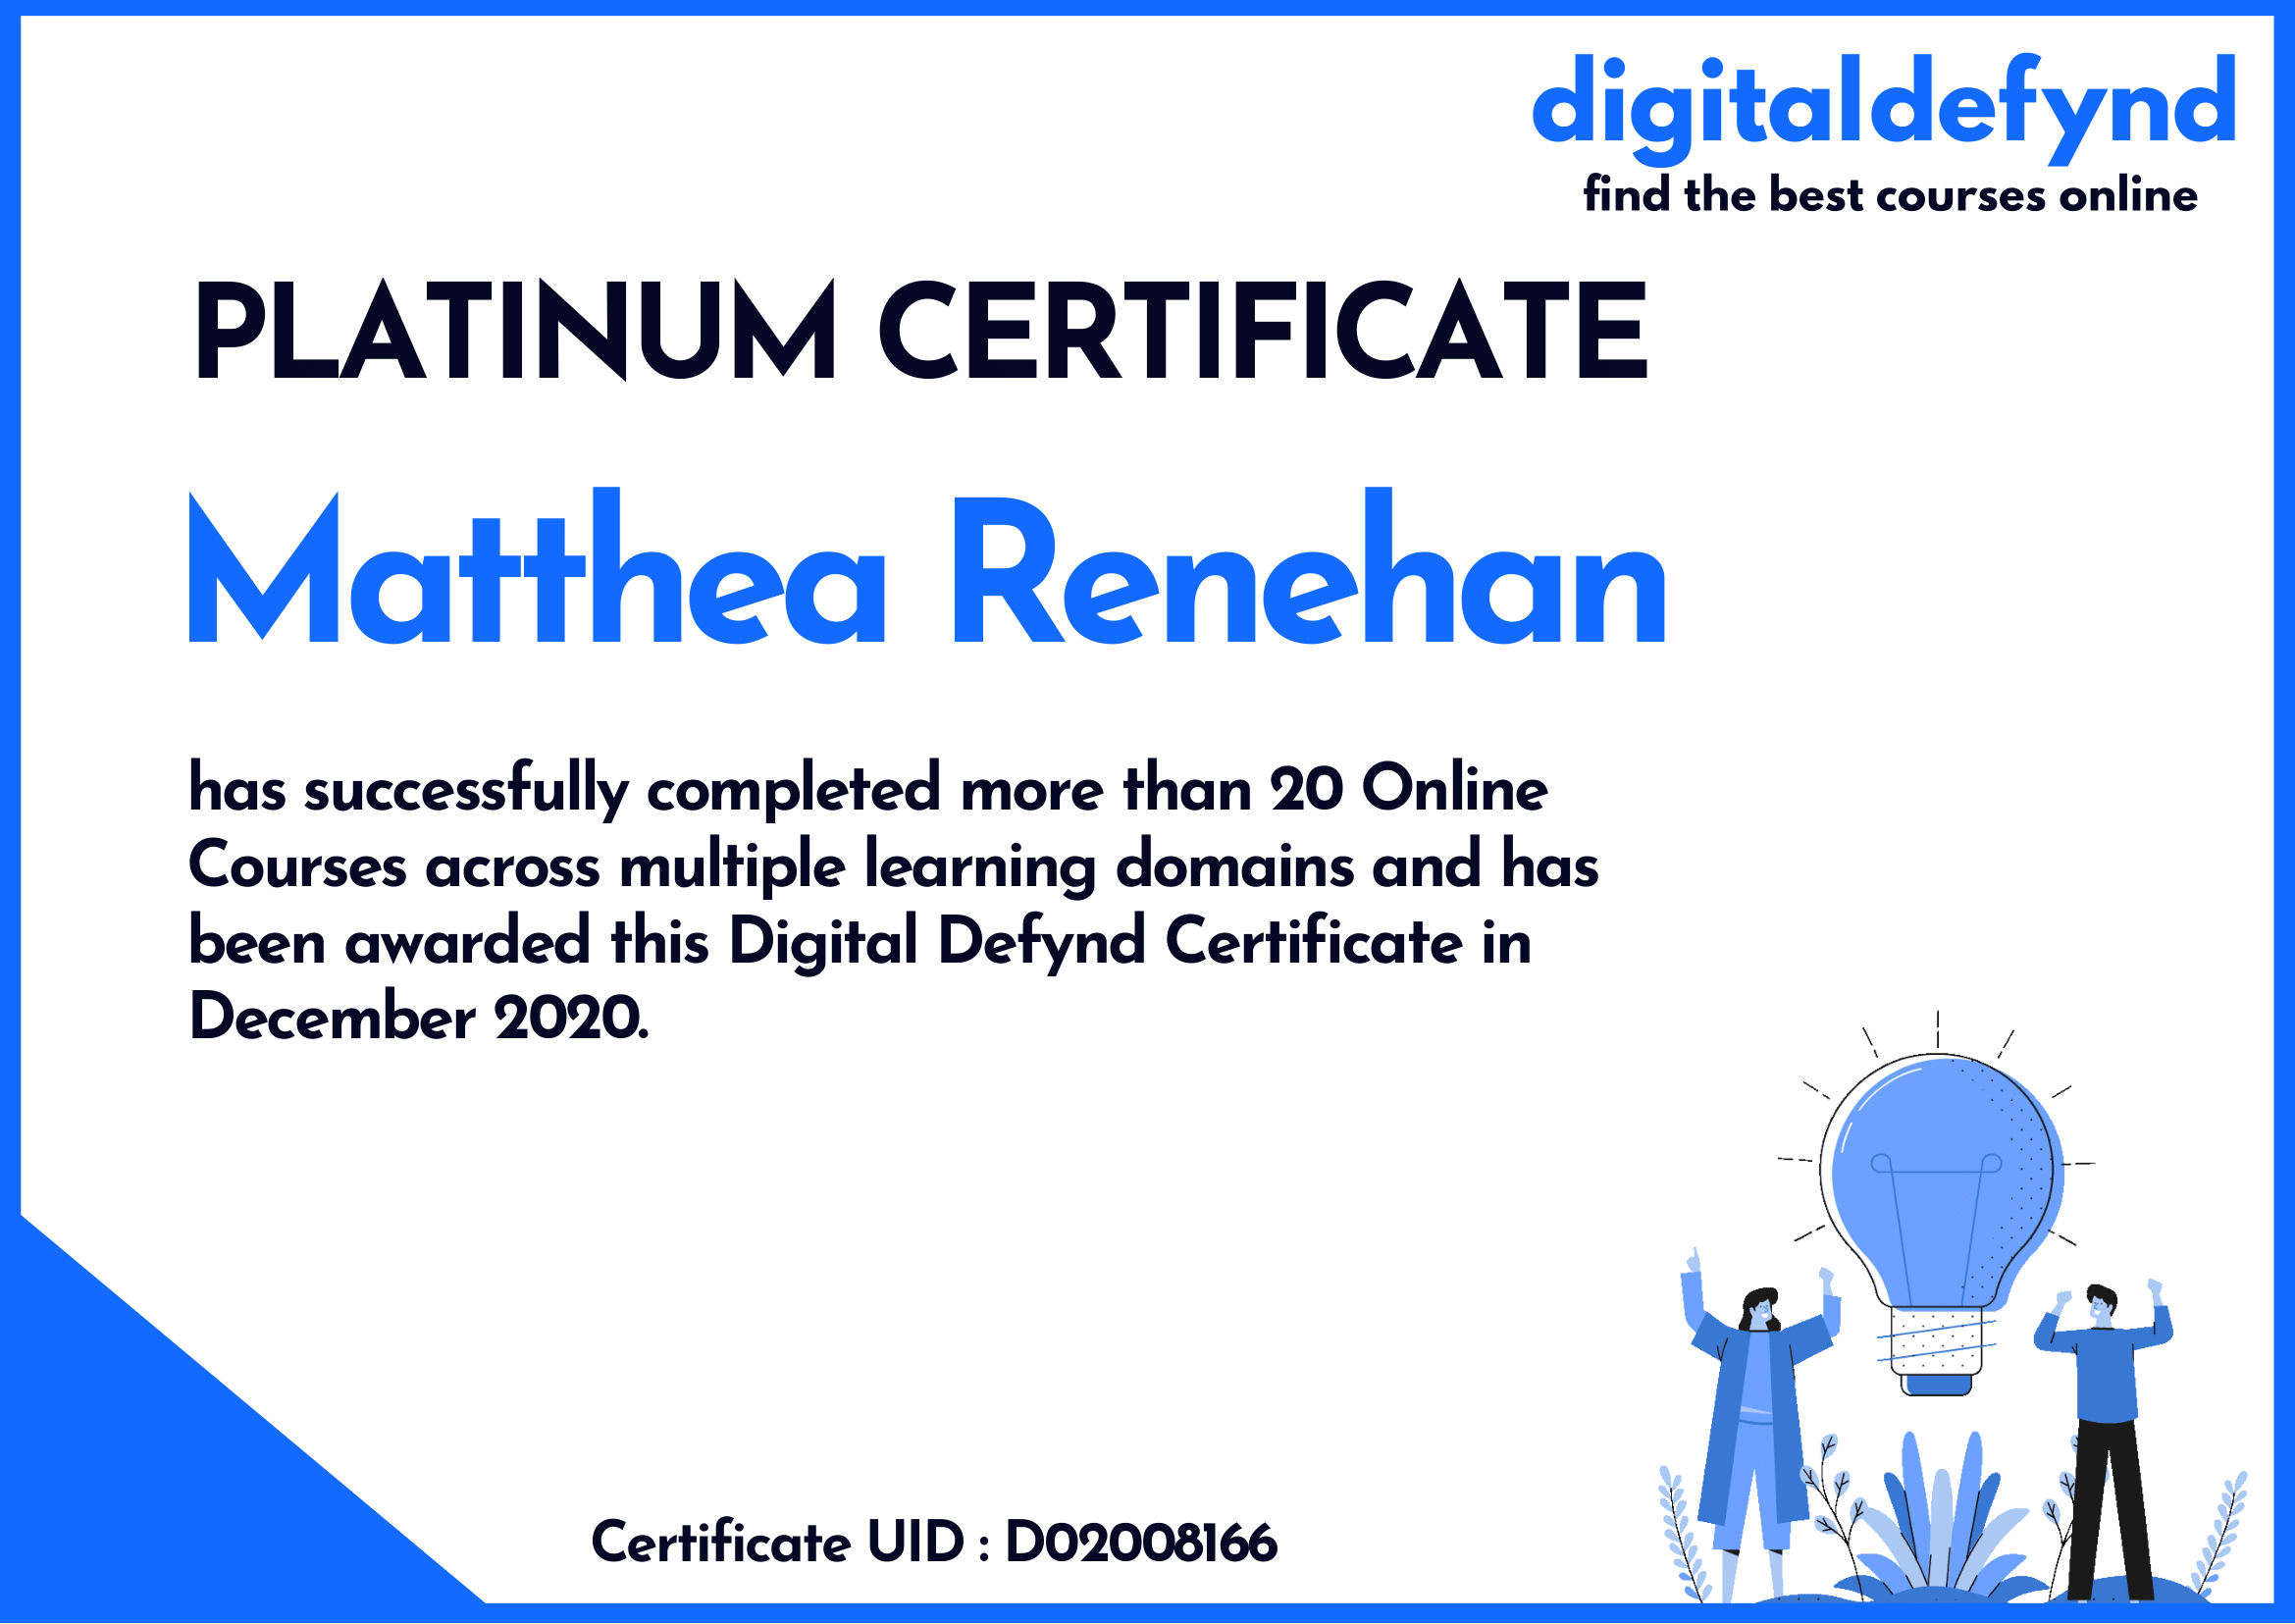 digitaldefynd
find the best courses online
PLATINUM CERTIFICATE
Matthea Renehan
has successfully completed more than 20 Online
Courses across multiple learning domains and has
been awarded this Digital Defynd Certificate in
December 2020.
Certificate UID : D02008166